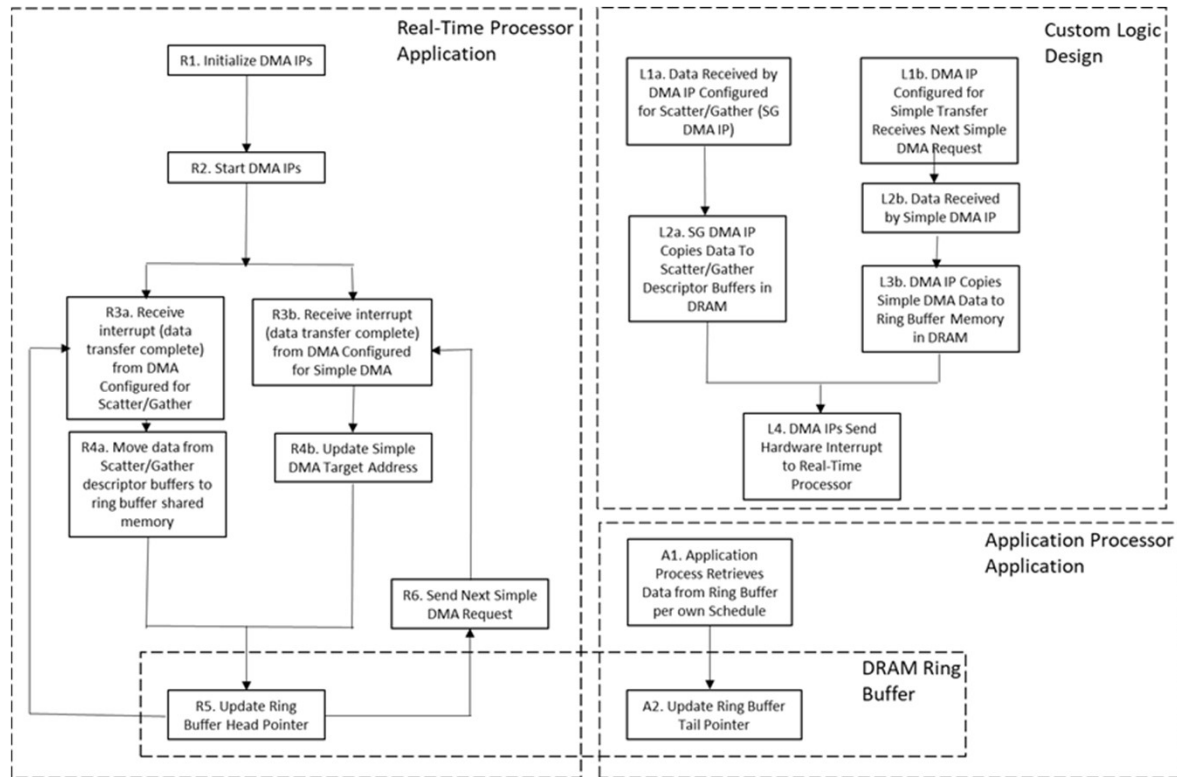 Real-Time Processor
Application
R1. Initialize DMA IPs
R2. Start DMA IPs
R3a. Receive
interrupt (data
transfer complete)
from DMA
Configured for
Scatter/Gather
R3b. Receive interrupt
(data transfer complete)
from DMA Configured
for Simple DMA
R4a. Move data from
Scatter/Gather
descriptor buffers to
ring buffer shared
memory
R4b. Update Simple
DMA Target Address
R6. Send Next Simple
DMA Request
R5. Update Ring
Buffer Head Pointer
Custom Logic
Design
L1a. Data Received by
DMA IP Configured
for Scatter/Gather (SG
DMA IP)
L1b. DMA IP
Configured for
Simple Transfer
Receives Next Simple
DMA Request
L2b. Data Received
by Simple DMA IP
L2a. SG DMA IP
Copies Data To
Scatter/Gather
Descriptor Buffers in
DRAM
L3b. DMA IP Copies
Simple DMA Data to
Ring Buffer Memory
in DRAM
L4. DMA IPs Send
Hardware Interrupt
to Real-Time
Processor
Application Processor
Application
A1. Application
Process Retrieves
Data from Ring Buffer
per own Schedule
DRAM Ring
Buffer
A2. Update Ring Buffer
Tail Pointer